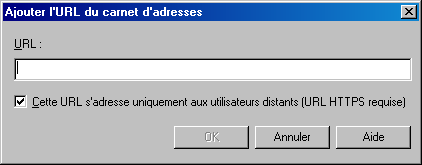 Ajouter l'URL du carnet d'adresses
URL :
Cette URL s'adresse uniquement aux utilisateurs distants (URL HTTPS requise)
OK Annuler Aide